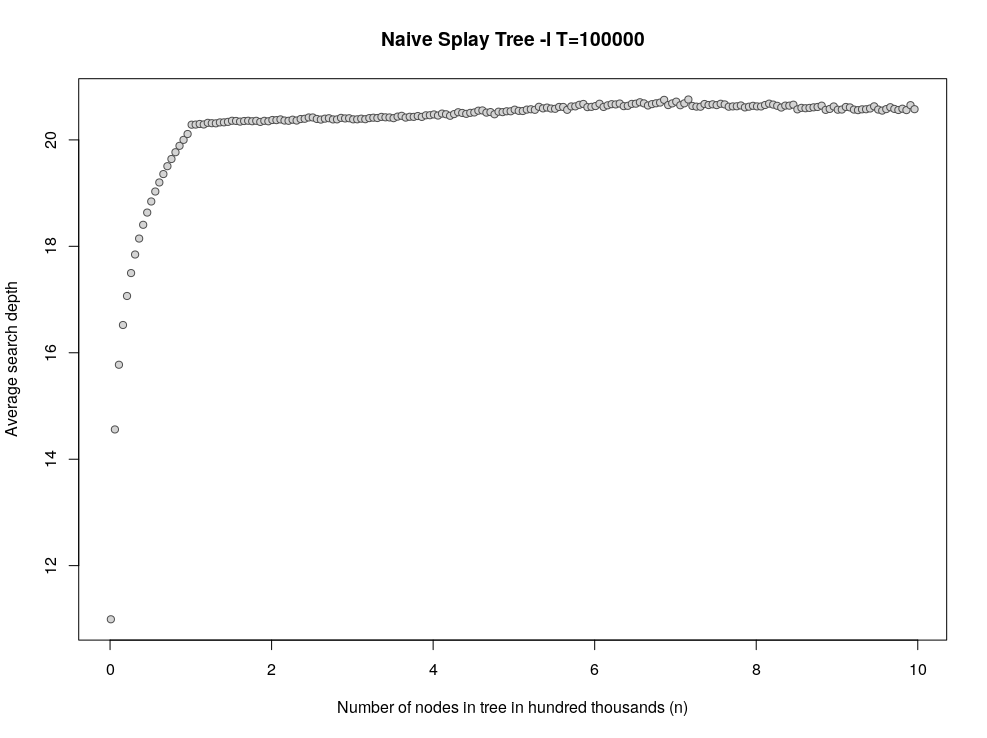 Naive Splay Tree -l T=100000
Average search depth
20
18
16
14
12
0 2 4 6 8 10
Number of nodes in tree in hundred thousands (n)